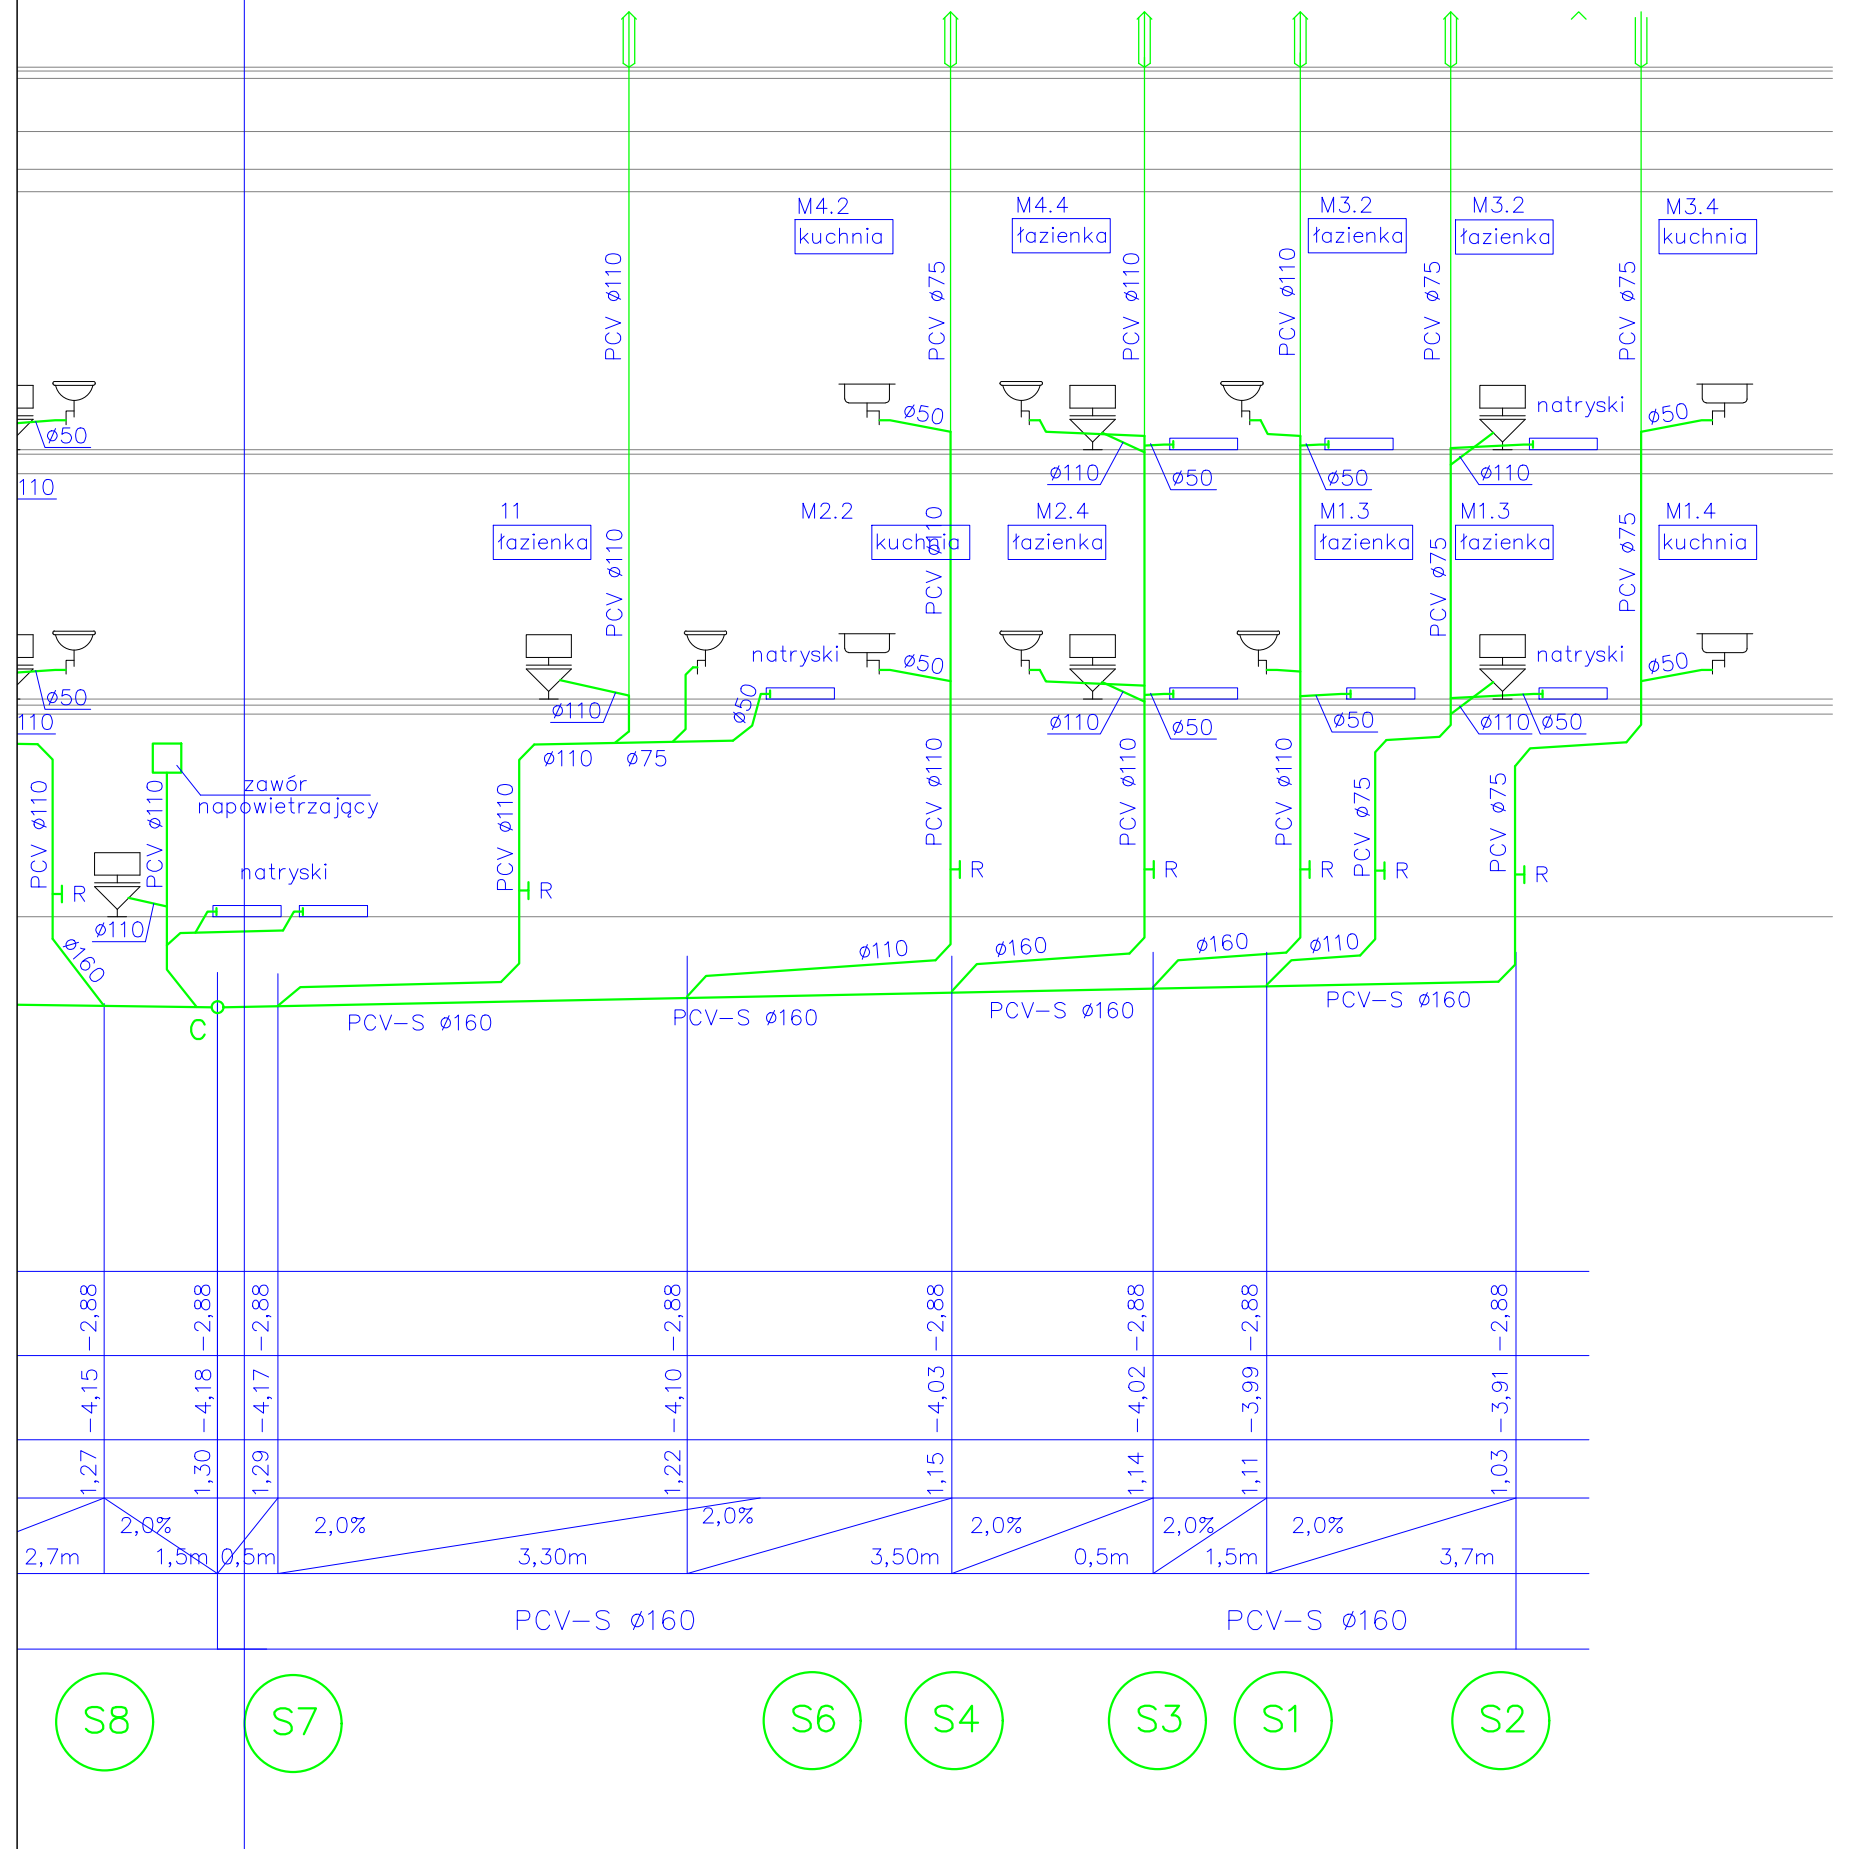 M4.2
kuchnia
M4.4
łazienka
M3.2
łazienka
M3.2
łazienka
M3.4
kuchnia
PCV ø110
PCV ø75
PCV ø110
PCV ø110
PCV ø75
PCV ø75
ø50
ø50
natryski
ø50
ø110
ø50
ø50
ø110
110
11
łazienka
M2.2
kuchnia
M2.4
łazienka
M1.3
łazienka
M1.3
łazienka
M1.4
kuchnia
PCV ø110
PCV ø110
PCV ø75
PCV ø75
natryski
ø50
natryski
ø50
ø50
ø110
ø50
ø110
ø50
ø50
ø110
ø50
110
ø110
ø75
zawór
napowietrzający
PCV ø110
PCV ø110
PCV ø110
PCV ø110
PCV ø110
PCV ø110
PCV ø75
PCV ø75
natryski
R
R
R
R
R
R
R
ø110
ø160
ø110
ø160
ø160
ø110
C
PCV-S ø160
PCV-S ø160
PCV-S ø160
PCV-S ø160
-2,88
-2,88
-2,88
-2,88
-2,88
-2,88
-2,88
-2,88
-4,15
-4,18
-4,17
-4,10
-4,03
-4,02
-3,99
-3,91
1,27
1,30
1,29
1,22
1,15
1,14
1,11
1,03
2,0%
2,0%
2,0%
2,0%
2,0%
2,0%
2,7m
1,5m
0,5m
3,30m
3,50m
0,5m
1,5m
3,7m
PCV-S ø160
PCV-S ø160
S8
S7
S6
S4
S3
S1
S2